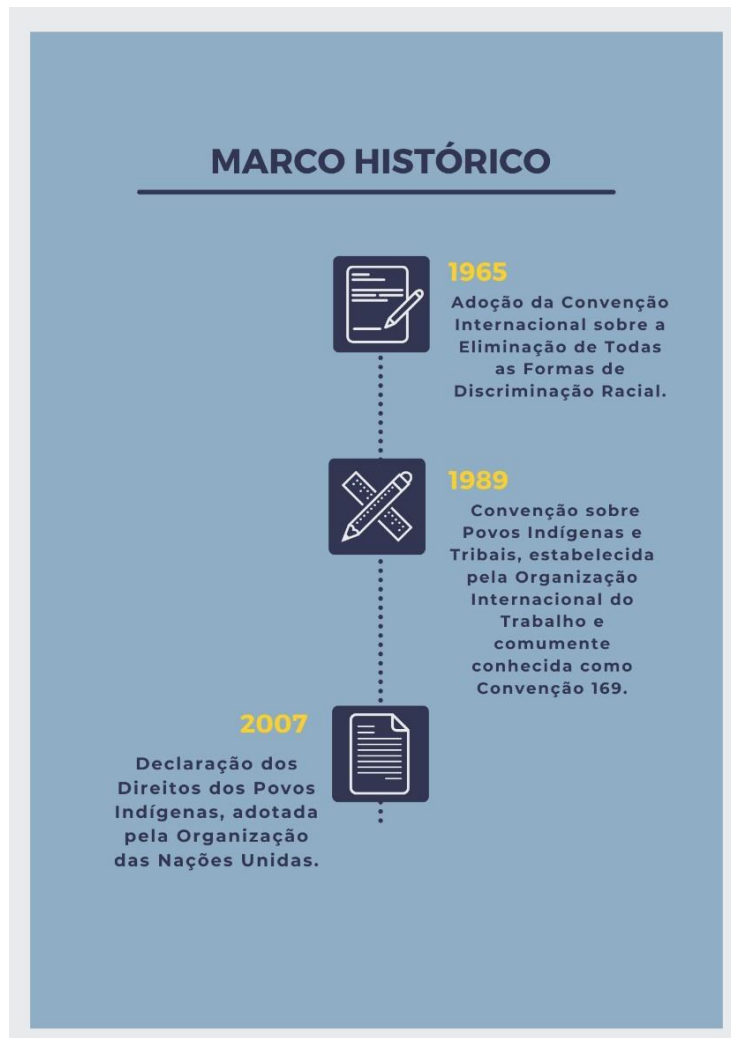 MARCO HISTÓRICO
1965
Adoção da Convenção
Internacional sobre a
Eliminação de Todas
as Formas de
Discriminação Racial.
1989
Convenção sobre
Povos Indígenas e
Tribais, estabelecida
pela Organização
Internacional do
Trabalho e
comumente
conhecida como
Convenção 169.
2007
Declaração dos
Direitos dos Povos
Indígenas, adotada
pela Organização
das Nações Unidas.